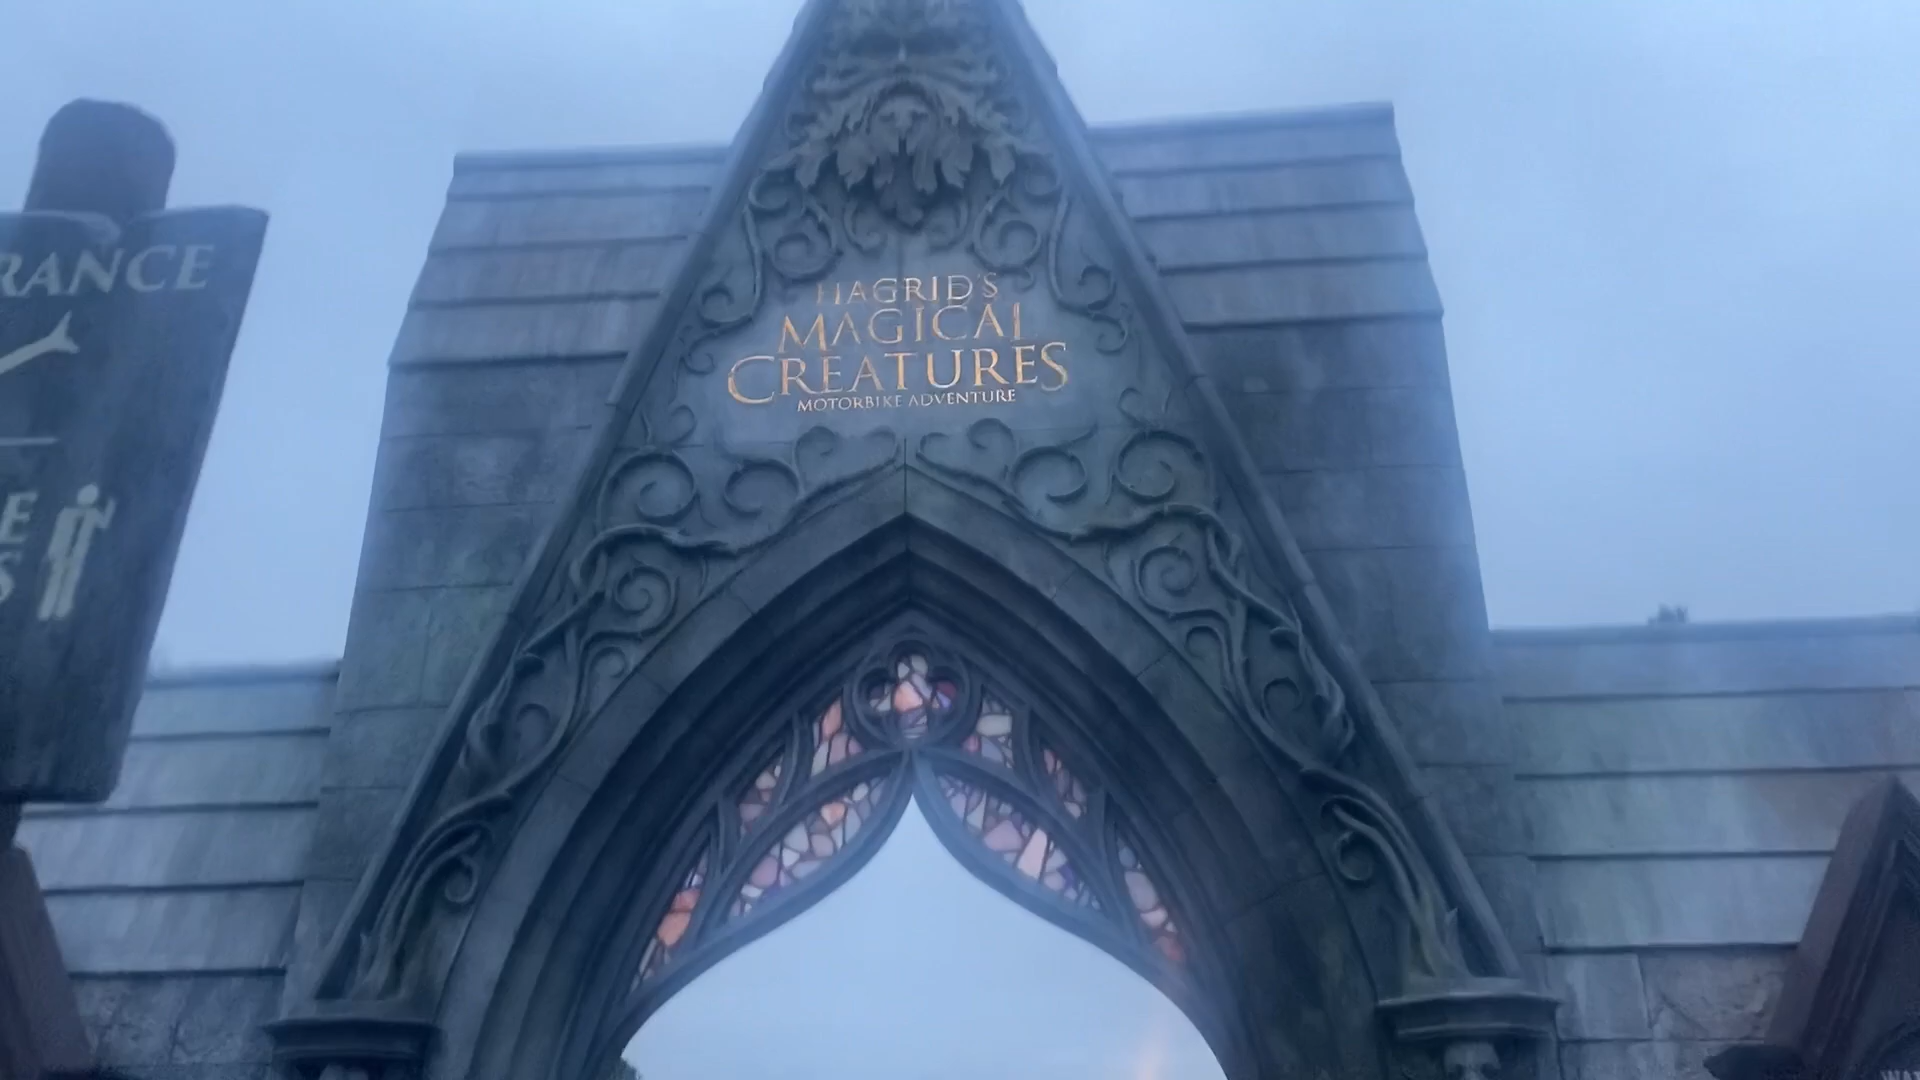 RANCE
E
S
HAGRID'S
MAGICAL
CREATURES
MOTORBIKE ADVENTURE